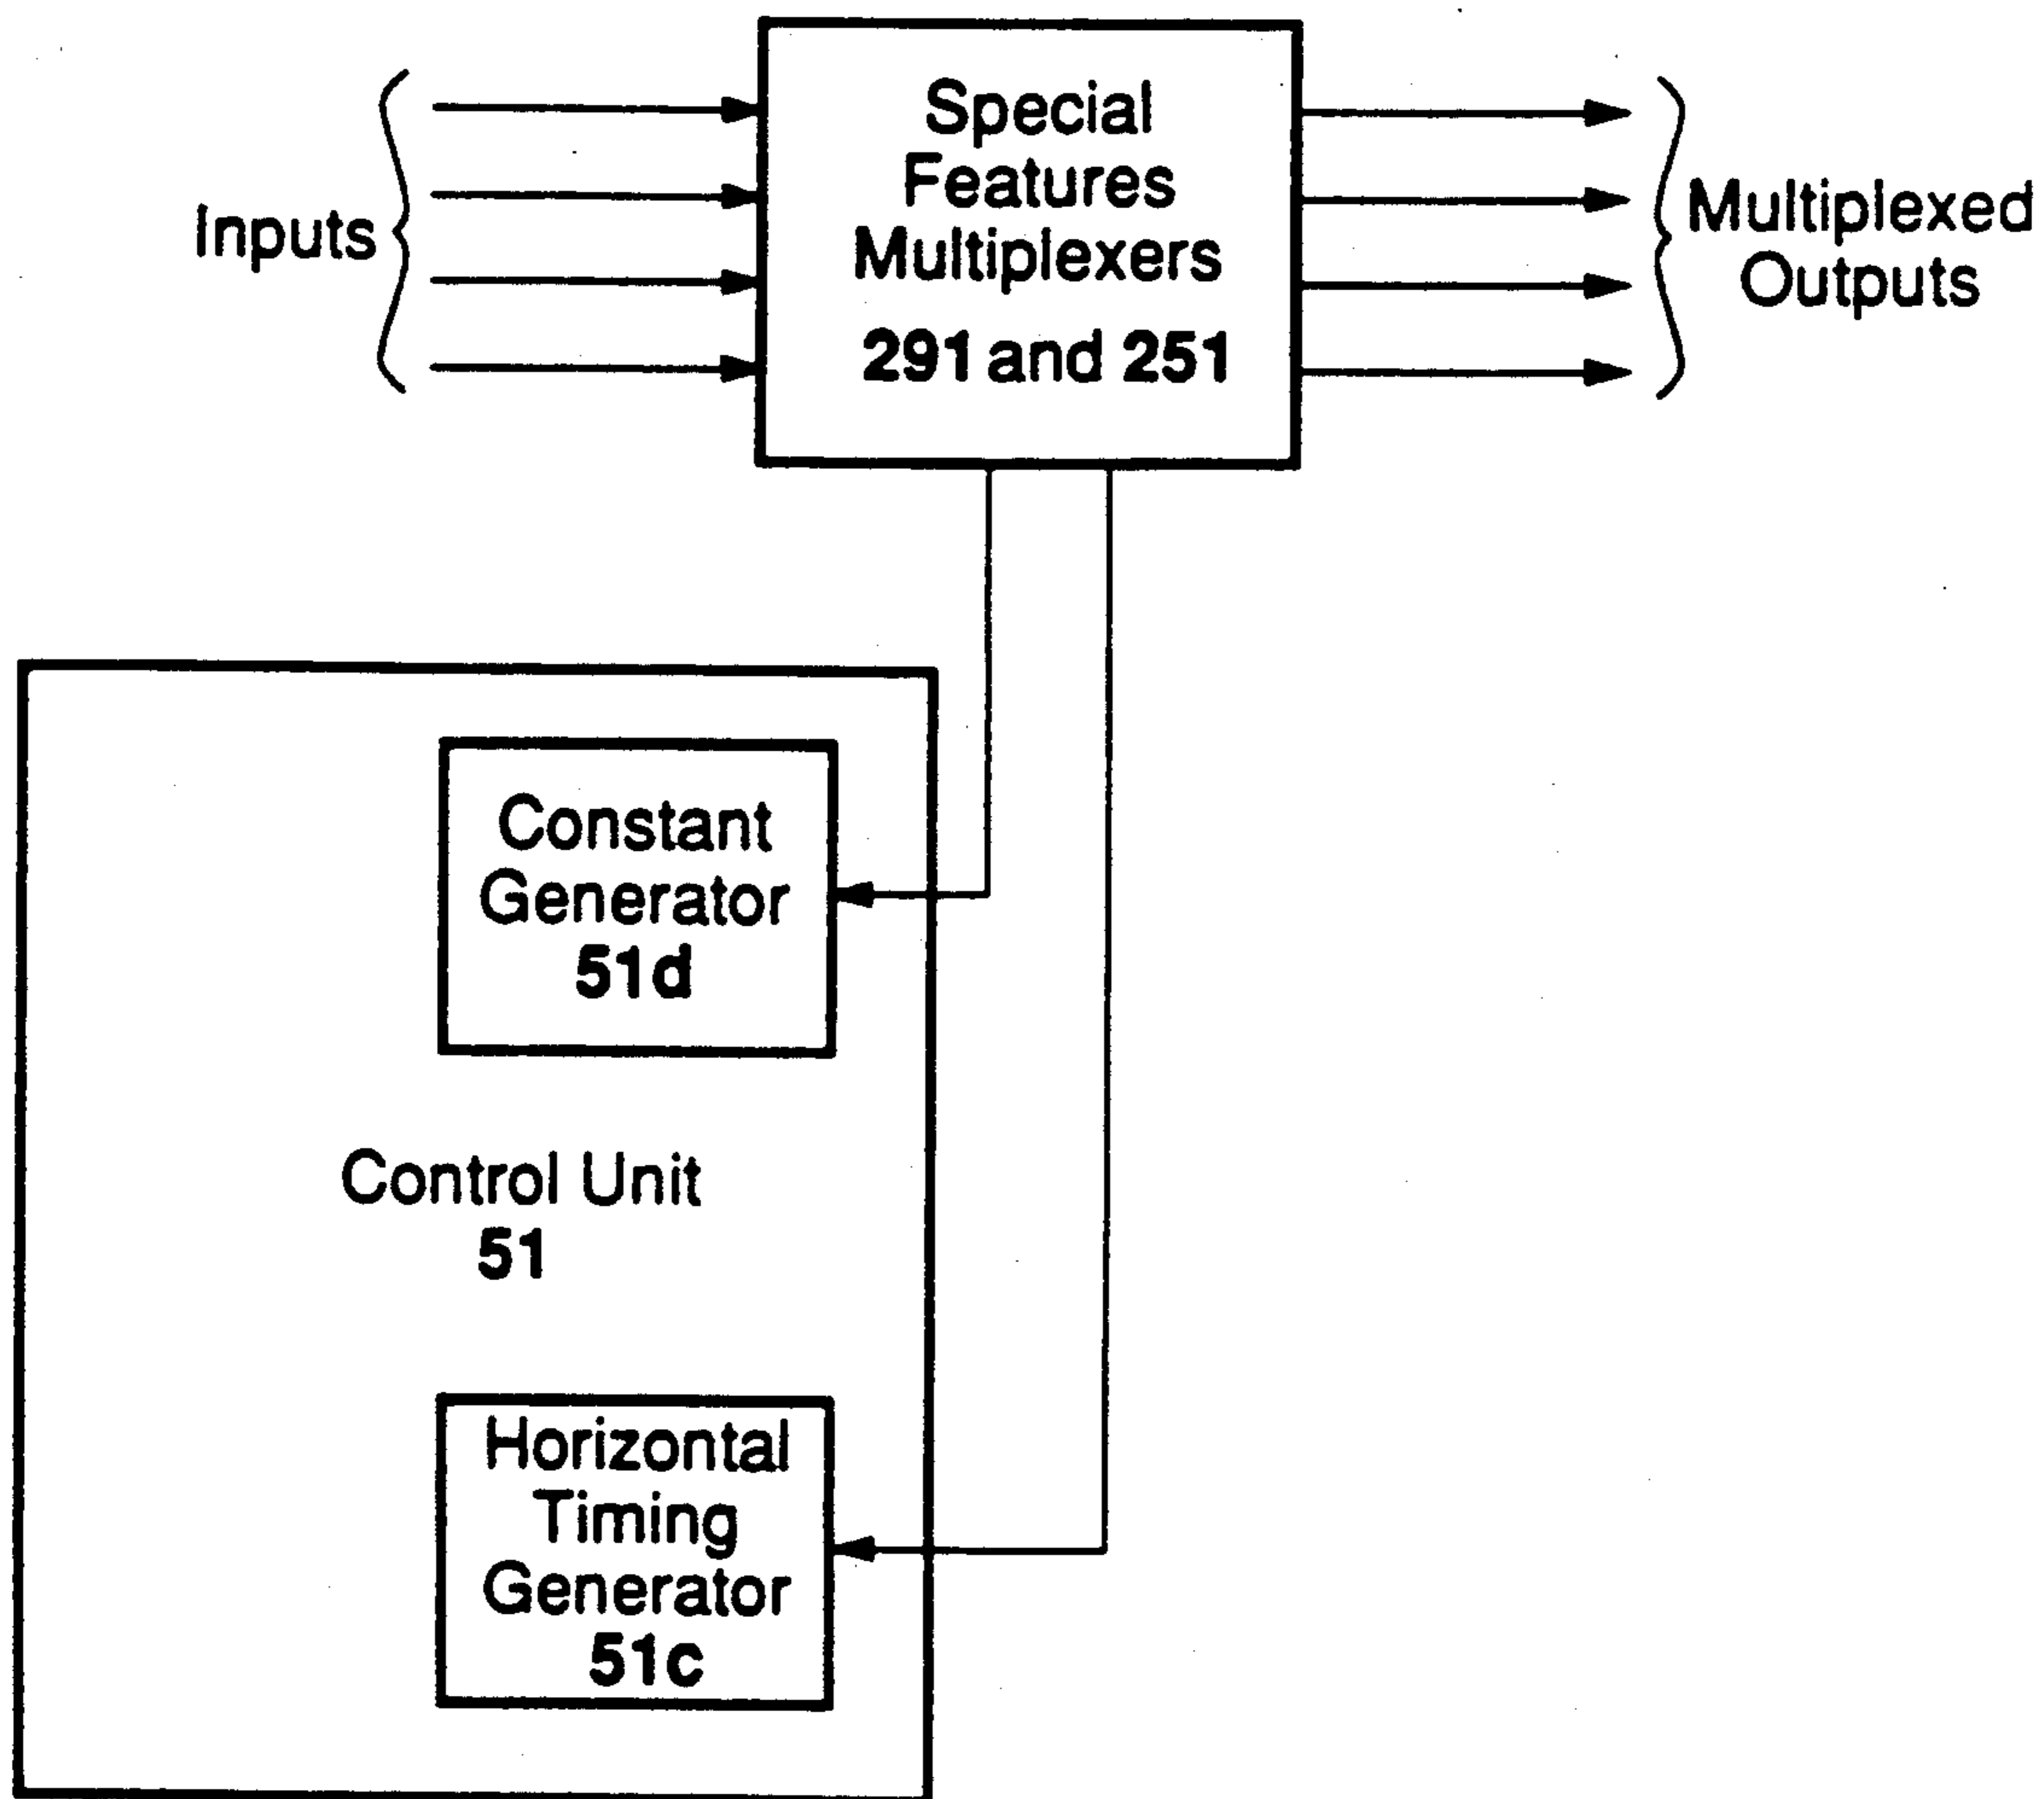 Special
Features
Multiplexers
291 and 251
Inputs
Multiplexed
Outputs
Constant
Generator
51d
Control Unit
51
Horizontal
Timing
Generator
51c